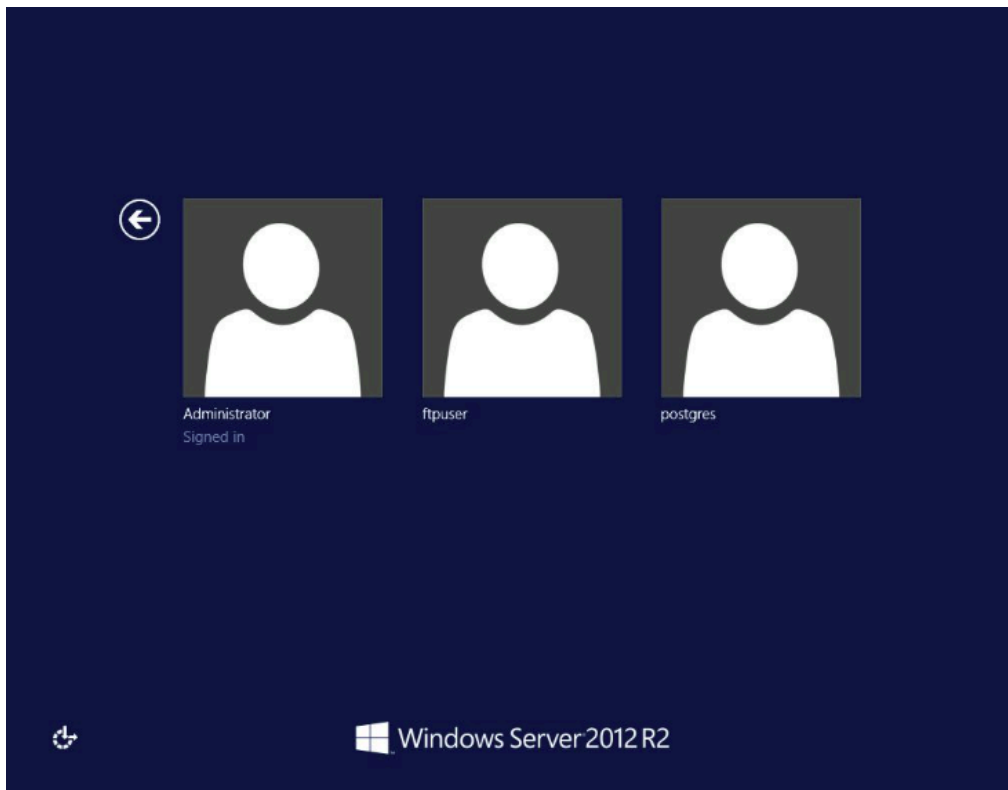 Administrator
Signed in
ftpuser
postgres
Windows Server 2012 R2